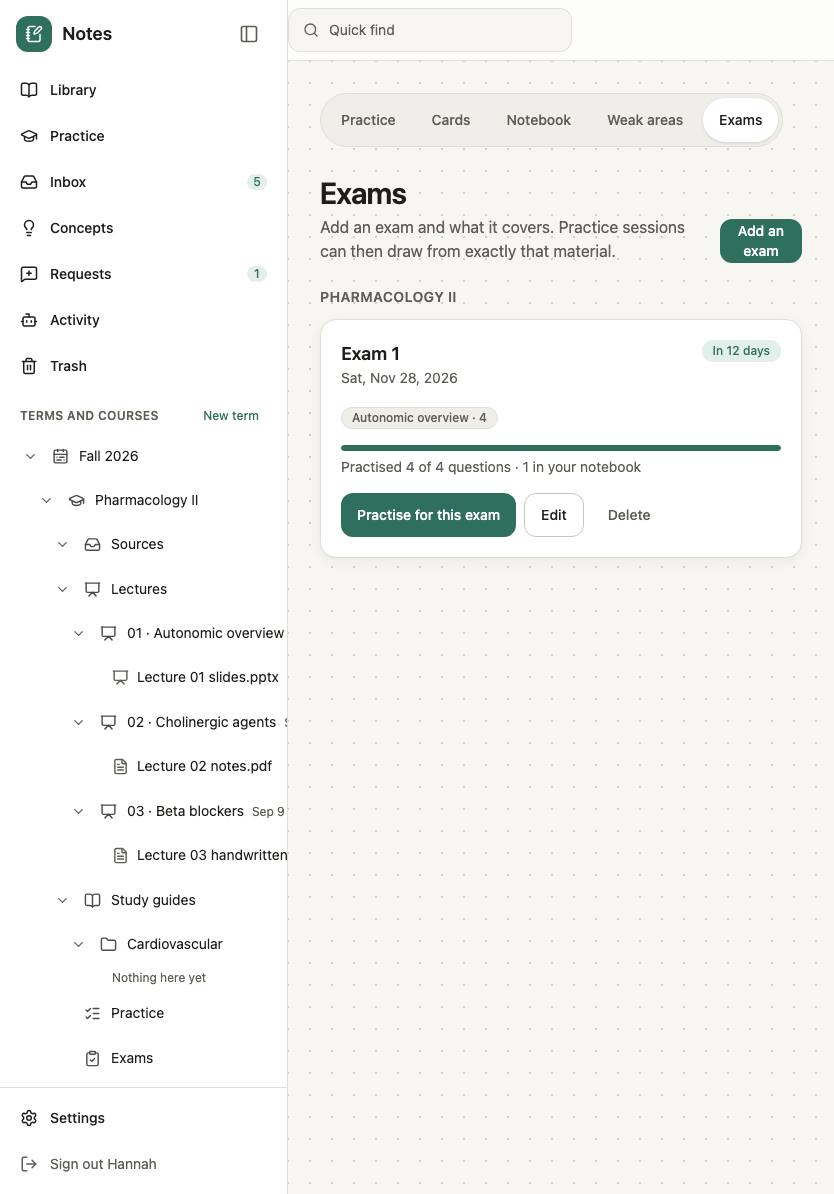 Notes
Library
Practice
Inbox 5
Concepts
Requests 1
Activity
Trash
TERMS AND COURSES New term
Fall 2026
Pharmacology II
Sources
Lectures
01 · Autonomic overview
Lecture 01 slides.pptx
02 · Cholinergic agents
Lecture 02 notes.pdf
03 · Beta blockers Sep 9
Lecture 03 handwritten
Study guides
Cardiovascular
Nothing here yet
Practice
Exams
Settings
Sign out Hannah
Quick find
Practice Cards Notebook Weak areas Exams
Exams
Add an exam and what it covers. Practice sessions
can then draw from exactly that material.
Add an
exam
PHARMACOLOGY II
Exam 1 In 12 days
Sat, Nov 28, 2026
Autonomic overview · 4
Practised 4 of 4 questions · 1 in your notebook
Practise for this exam Edit Delete